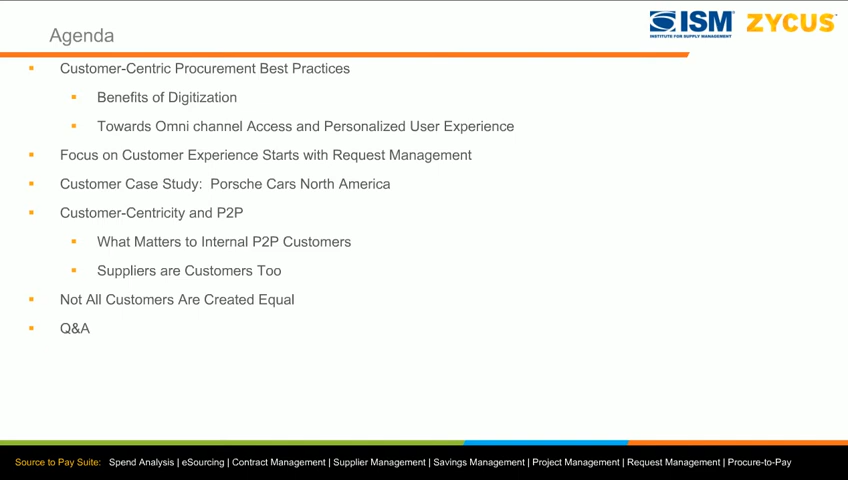 Agenda
ISM
INSTITUTE FOR SUPPLY MANAGEMENT
ZYCUS
Customer-Centric Procurement Best Practices
Benefits of Digitization
Towards Omni channel Access and Personalized User Experience
Focus on Customer Experience Starts with Request Management
Customer Case Study: Porsche Cars North America
Customer-Centricity and P2P
What Matters to Internal P2P Customers
Suppliers are Customers Too
Not All Customers Are Created Equal
Q&A
Source to Pay Suite: Spend Analysis | eSourcing | Contract Management | Supplier Management | Savings Management | Project Management | Request Management | Procure-to-Pay